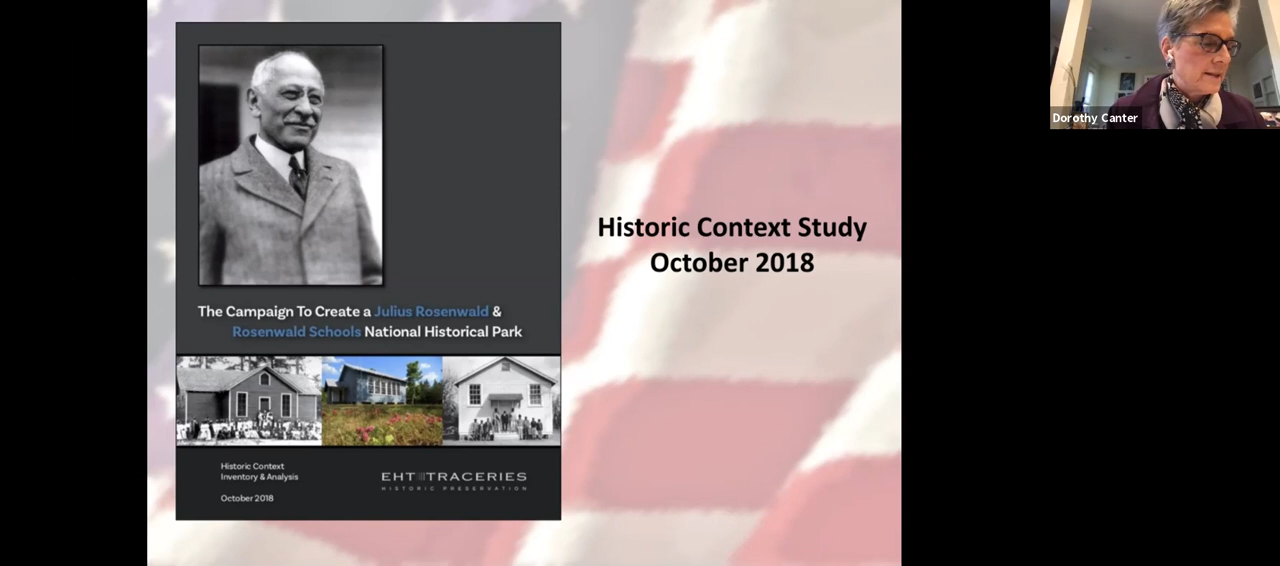 The Campaign To Create a Julius Rosenwald &
Rosenwald Schools National Historical Park
Historic Context
Inventory & Analysis
October 2018
EHT TRACERIES
HISTORIC PRESERVATION
Historic Context Study
October 2018
Dorothy Canter